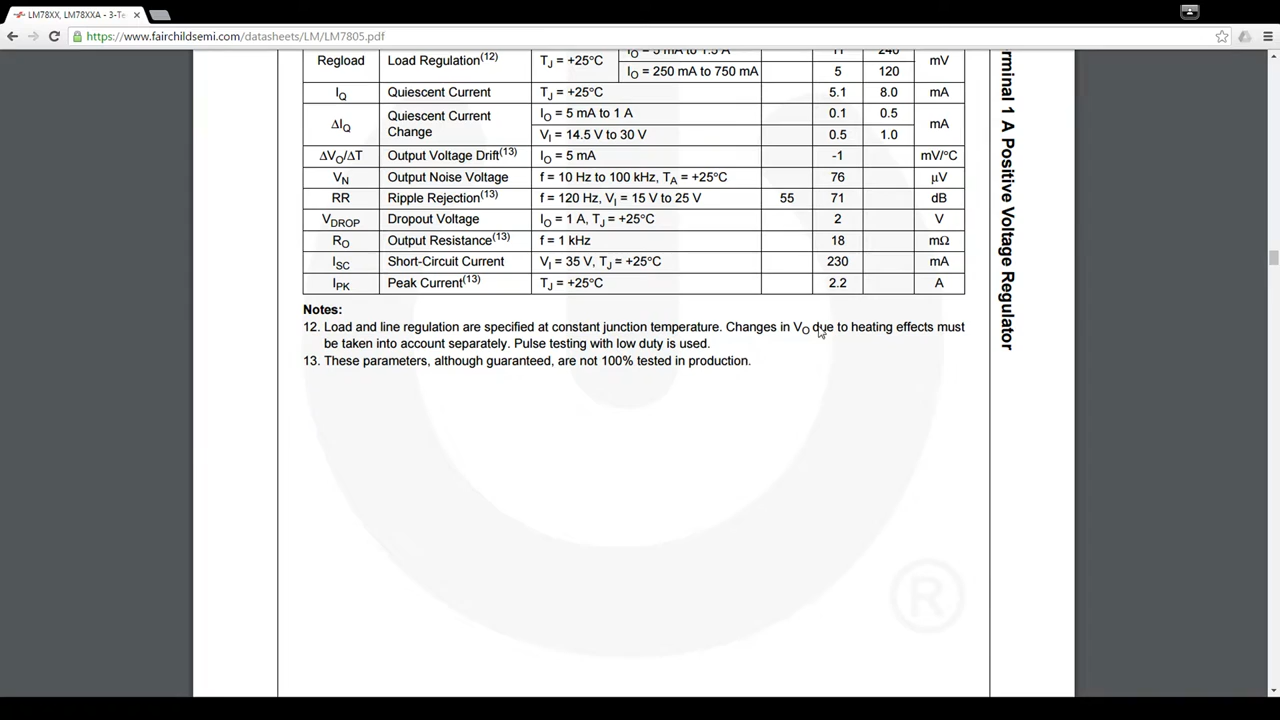 LM78XX, LM78XXA - 3-Te
https://www.fairchildsemi.com/datasheets/LM/LM7805.pdf
Regload Load Regulation(12) TJ = +25°C IO = 5 mA to 1.5 A 11 240 mV
IO = 250 mA to 750 mA 5 120
IQ Quiescent Current TJ = +25°C 5.1 8.0 mA
ΔIQ Quiescent Current Change IO = 5 mA to 1 A 0.1 0.5 mA
VI = 14.5 V to 30 V 0.5 1.0
ΔVO/ΔT Output Voltage Drift(13) IO = 5 mA -1 mV/°C
VN Output Noise Voltage f = 10 Hz to 100 kHz, TA = +25°C 76 μV
RR Ripple Rejection(13) f = 120 Hz, VI = 15 V to 25 V 55 71 dB
VDROP Dropout Voltage IO = 1 A, TJ = +25°C 2 V
RO Output Resistance(13) f = 1 kHz 18 mΩ
ISC Short-Circuit Current VI = 35 V, TJ = +25°C 230 mA
IPK Peak Current(13) TJ = +25°C 2.2 A
Notes:
12. Load and line regulation are specified at constant junction temperature. Changes in VO due to heating effects must
be taken into account separately. Pulse testing with low duty is used.
13. These parameters, although guaranteed, are not 100% tested in production.
®
erminal 1 A Positive Voltage Regulator